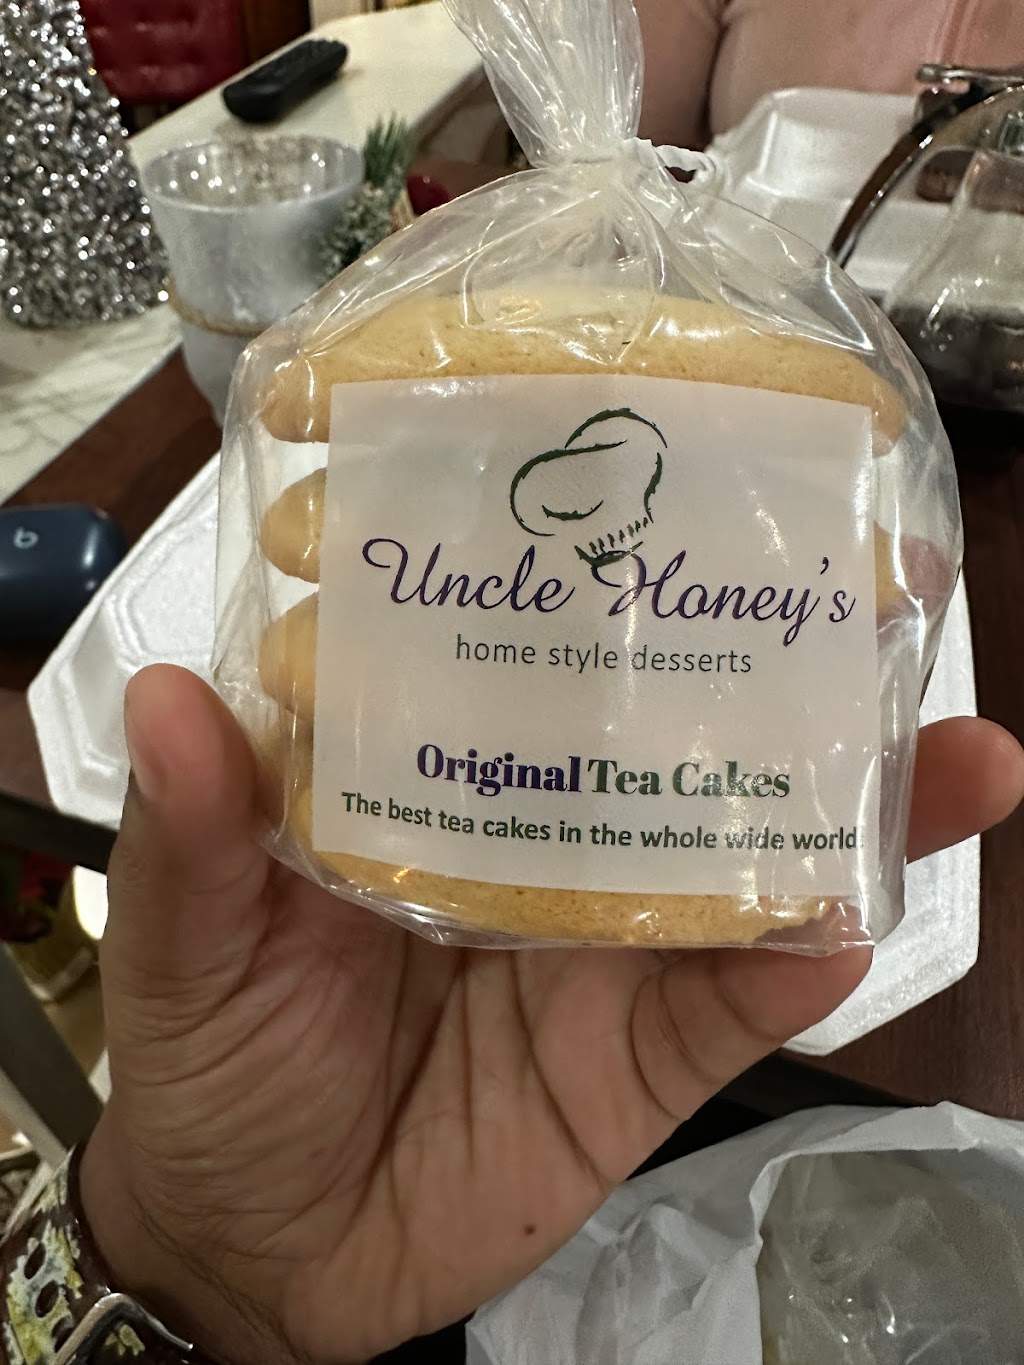 Uncle Honey's
home style desserts
Original Tea Cakes
The best tea cakes in the whole wide world.